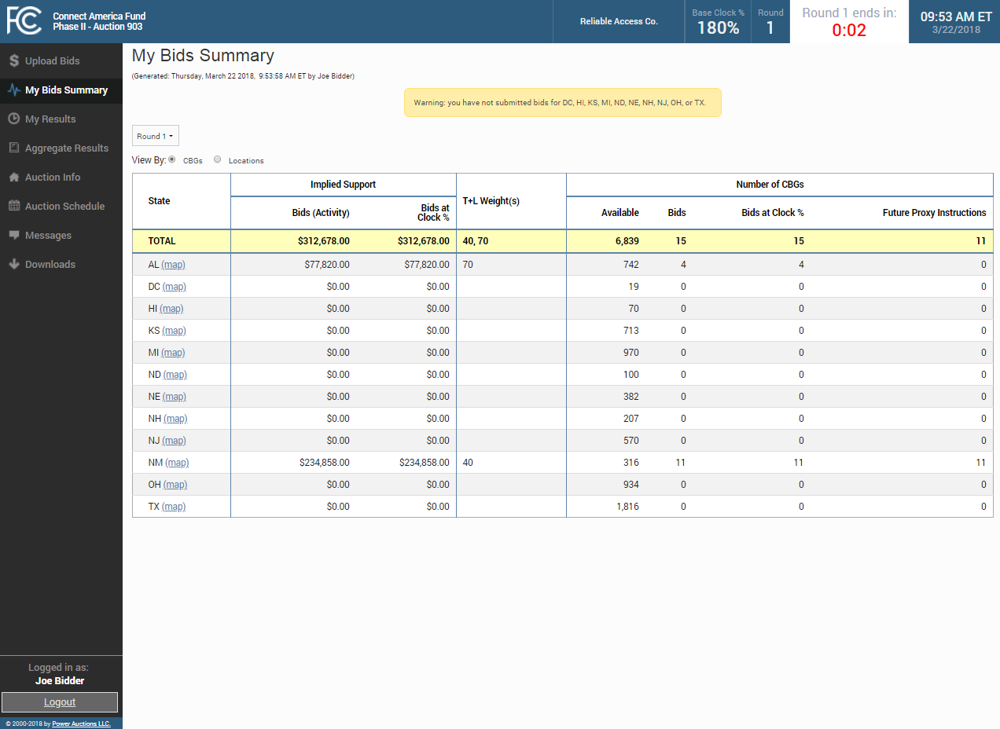 FCC
Connect America Fund
Phase II - Auction 903
Reliable Access Co.
Base Clock %
180%
Round
1
Round 1 ends in:
0:02
09:53 AM ET
3/22/2018
Upload Bids
My Bids Summary
My Results
Aggregate Results
Auction Info
Auction Schedule
Messages
Downloads
My Bids Summary
(Generated: Thursday, March 22 2018, 9:53:58 AM ET by Joe Bidder)
Warning: you have not submitted bids for DC, HI, KS, MI, ND, NE, NH, NJ, OH, or TX.
Round 1
View By: CBGs Locations
State
Implied Support
T+L Weight(s)
Number of CBGs
Bids (Activity)
Bids at
Clock %
Available Bids Bids at Clock % Future Proxy Instructions
TOTAL $312,678.00 $312,678.00 40, 70 6,839 15 15 11
AL (map) $77,820.00 $77,820.00 70 742 4 4 0
DC (map) $0.00 $0.00 19 0 0 0
HI (map) $0.00 $0.00 70 0 0 0
KS (map) $0.00 $0.00 713 0 0 0
MI (map) $0.00 $0.00 970 0 0 0
ND (map) $0.00 $0.00 100 0 0 0
NE (map) $0.00 $0.00 382 0 0 0
NH (map) $0.00 $0.00 207 0 0 0
NJ (map) $0.00 $0.00 570 0 0 0
NM (map) $234,858.00 $234,858.00 40 316 11 11 11
OH (map) $0.00 $0.00 934 0 0 0
TX (map) $0.00 $0.00 1,816 0 0 0
Logged in as:
Joe Bidder
Logout
© 2000-2018 by Power Auctions LLC.